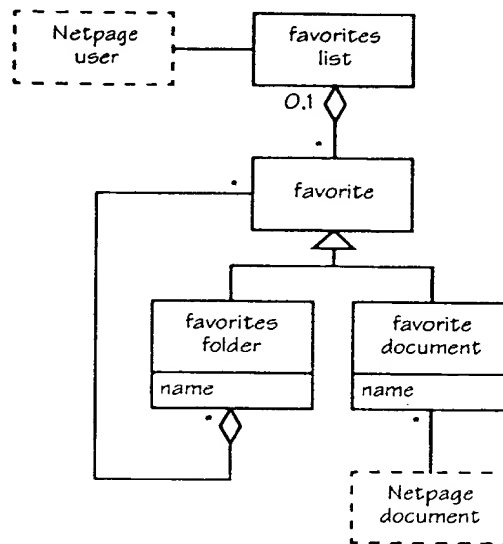 Netpage
user
favorites
list
0.1
*
*
favorite
favorites
folder
name
*
favorite
document
name
*
Netpage
document